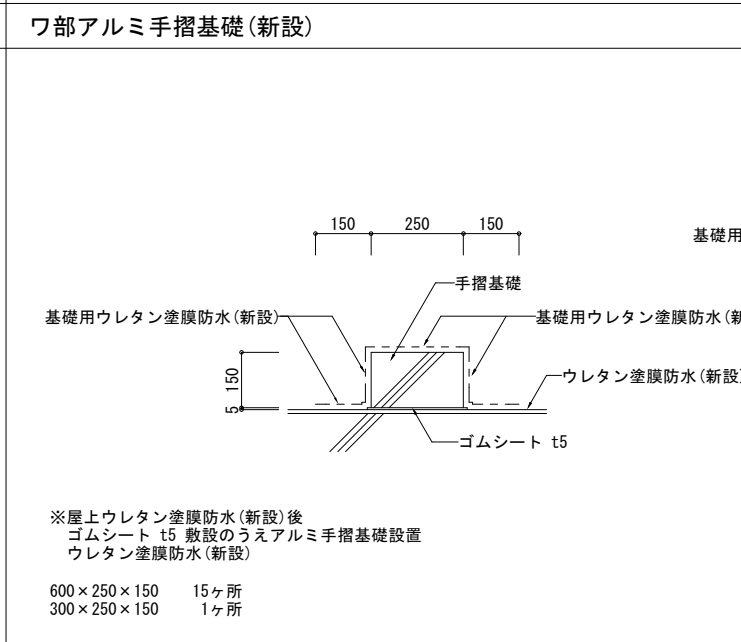 ワ部アルミ手摺基礎(新設)
150 250 150
基礎用
手摺基礎
基礎用ウレタン塗膜防水(新設)
基礎用ウレタン塗膜防水(新
ウレタン塗膜防水(新設)
150
5
ゴムシート t5
※屋上ウレタン塗膜防水(新設)後
ゴムシート t5 敷設のうえアルミ手摺基礎設置
ウレタン塗膜防水(新設)
600×250×150 15ヶ所
300×250×150 1ヶ所